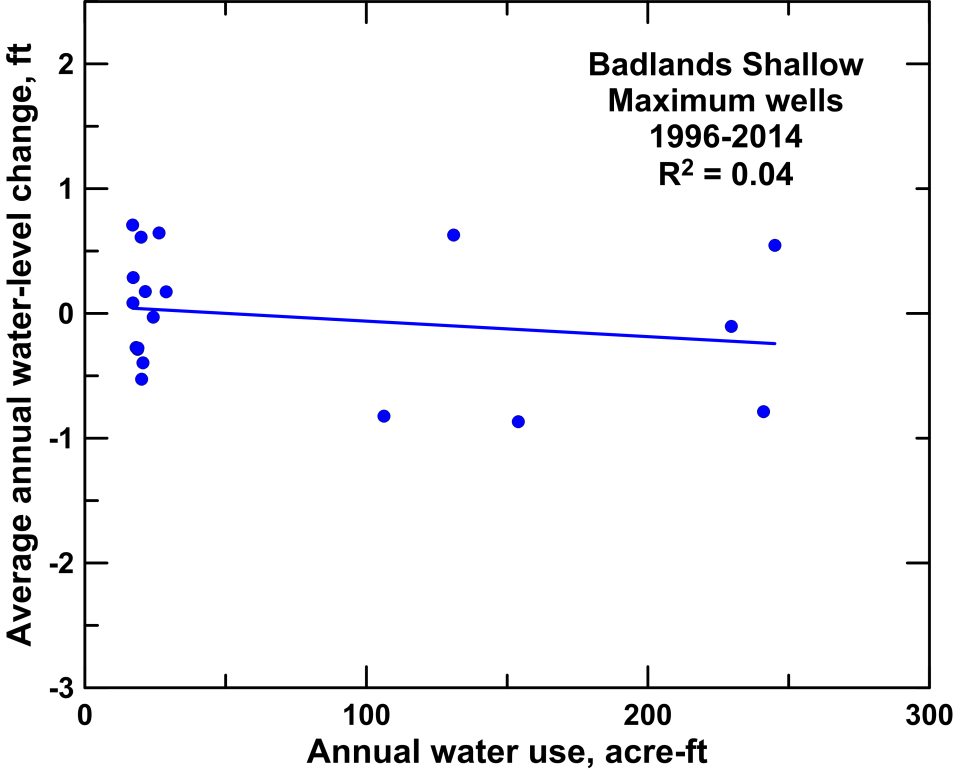 Badlands Shallow
Maximum wells
1996-2014
R² = 0.04
Average annual water-level change, ft
2
1
0
-1
-2
-3
0
100
200
300
Annual water use, acre-ft